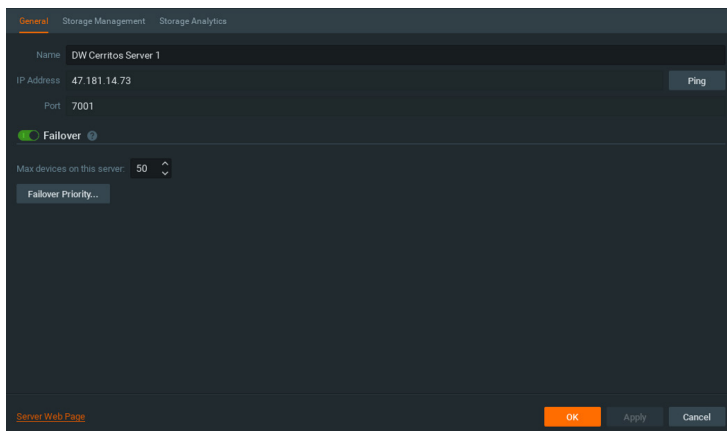 General Storage Management Storage Analytics
Name DW Cerritos Server 1
IP Address 47.181.14.73 Ping
Port 7001
Failover ?
Max devices on this server: 50
Failover Priority...
Server Web Page OK Apply Cancel